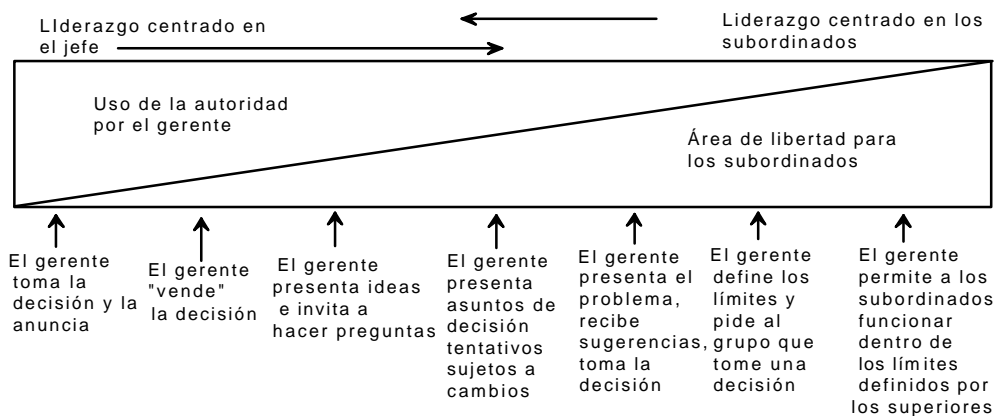 LIderazgo centrado en
el jefe
Liderazgo centrado en los
subordinados
Uso de la autoridad
por el gerente
Área de libertad para
los subordinados
El gerente
toma la
decisión y la
anuncia
El gerente
"vende"
la decisión
El gerente
presenta ideas
e invita a
hacer preguntas
El gerente
presenta
asuntos de
decisión
tentativos
sujetos a
cambios
El gerente
presenta el
problema,
recibe
sugerencias,
toma la
decisión
El gerente
define los
límites y
pide al
grupo que
tome una
decisión
El gerente
permite a los
subordinados
funcionar
dentro de
los límites
definidos por
los superiores